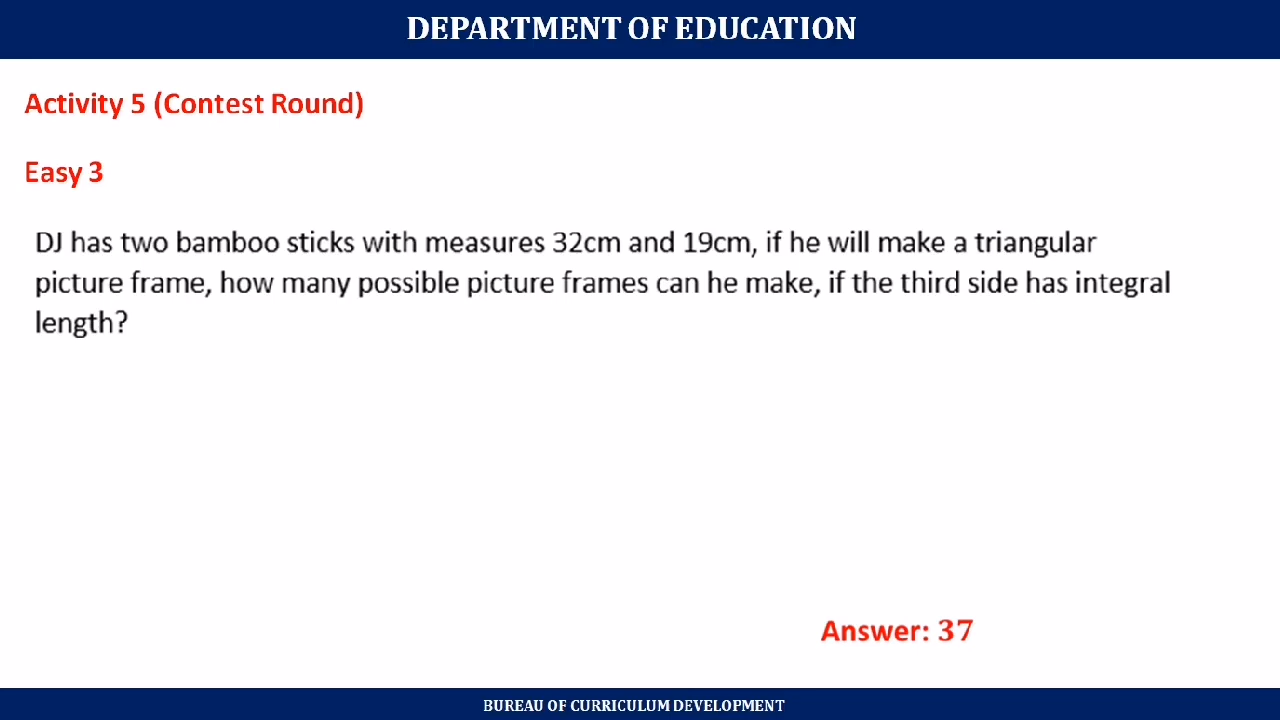 DEPARTMENT OF EDUCATION
Activity 5 (Contest Round)
Easy 3
DJ has two bamboo sticks with measures 32cm and 19cm, if he will make a triangular
picture frame, how many possible picture frames can he make, if the third side has integral
length?
Answer: 37
BUREAU OF CURRICULUM DEVELOPMENT